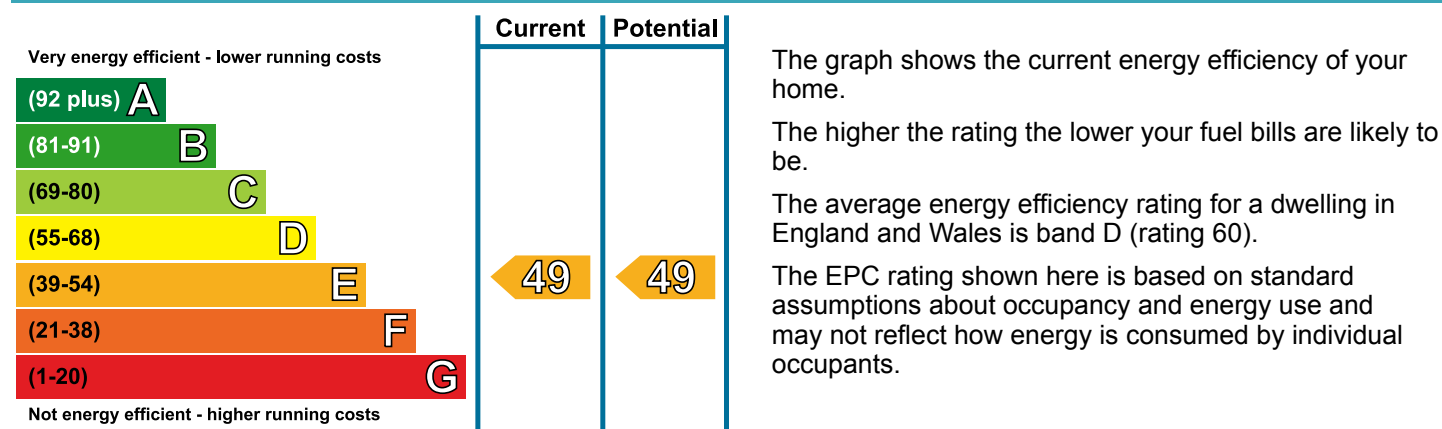 Current Potential
Very energy efficient - lower running costs
(92 plus) A
(81-91) B
(69-80) C
(55-68) D
(39-54) E 49 49
(21-38) F
(1-20) G
Not energy efficient - higher running costs
The graph shows the current energy efficiency of your
home.
The higher the rating the lower your fuel bills are likely to
be.
The average energy efficiency rating for a dwelling in
England and Wales is band D (rating 60).
The EPC rating shown here is based on standard
assumptions about occupancy and energy use and
may not reflect how energy is consumed by individual
occupants.